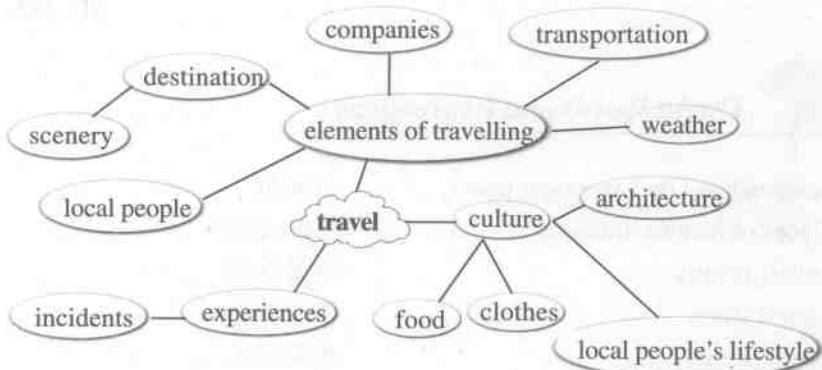 companies
transportation
destination
scenery
elements of travelling
weather
local people
travel
culture
architecture
incidents
experiences
food
clothes
local people's lifestyle